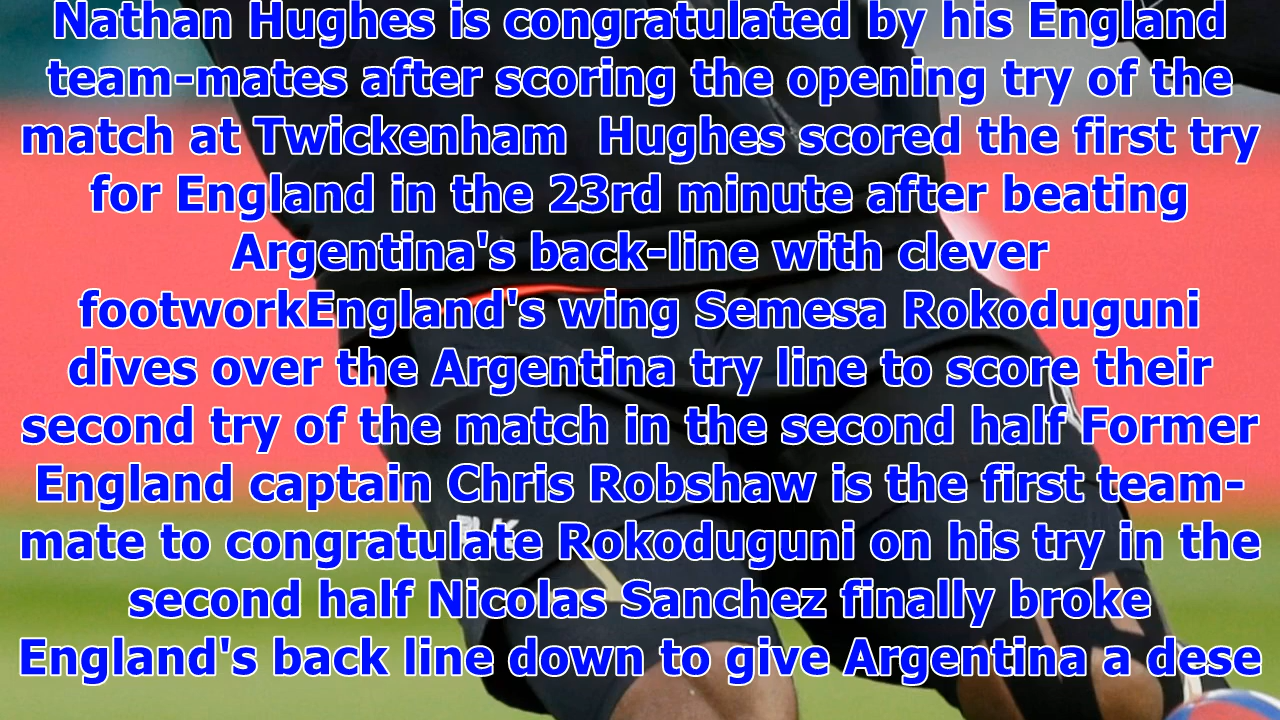 Nathan Hughes is congratulated by his England
team-mates after scoring the opening try of the
match at Twickenham  Hughes scored the first try
for England in the 23rd minute after beating
Argentina's back-line with clever
footworkEngland's wing Semesa Rokoduguni
dives over the Argentina try line to score their
second try of the match in the second half Former
England captain Chris Robshaw is the first team-
mate to congratulate Rokoduguni on his try in the
second half Nicolas Sanchez finally broke
England's back line down to give Argentina a dese